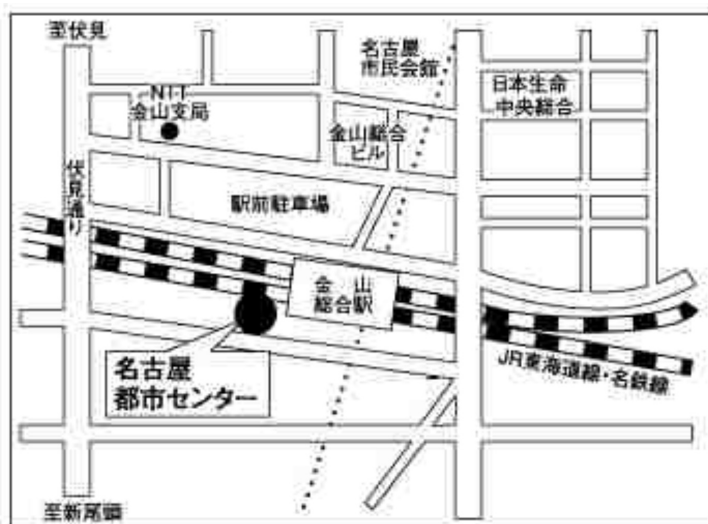 至伏見
名古屋
市民会館
日本生命
中央総合
NTT
金山支局
金山総合
ビル
伏見通り
駅前駐車場
金山
総合駅
名古屋
都市センター
JR東海道線・名鉄線
至新尾頭